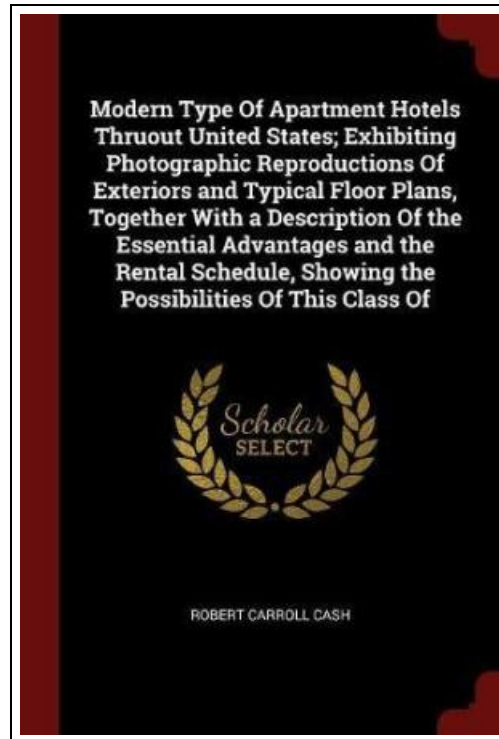 Modern Type Of Apartment Hotels
Thruout United States; Exhibiting
Photographic Reproductions Of
Exteriors and Typical Floor Plans,
Together With a Description Of the
Essential Advantages and the
Rental Schedule, Showing the
Possibilities Of This Class Of
Scholar
SELECT
ROBERT CARROLL CASH